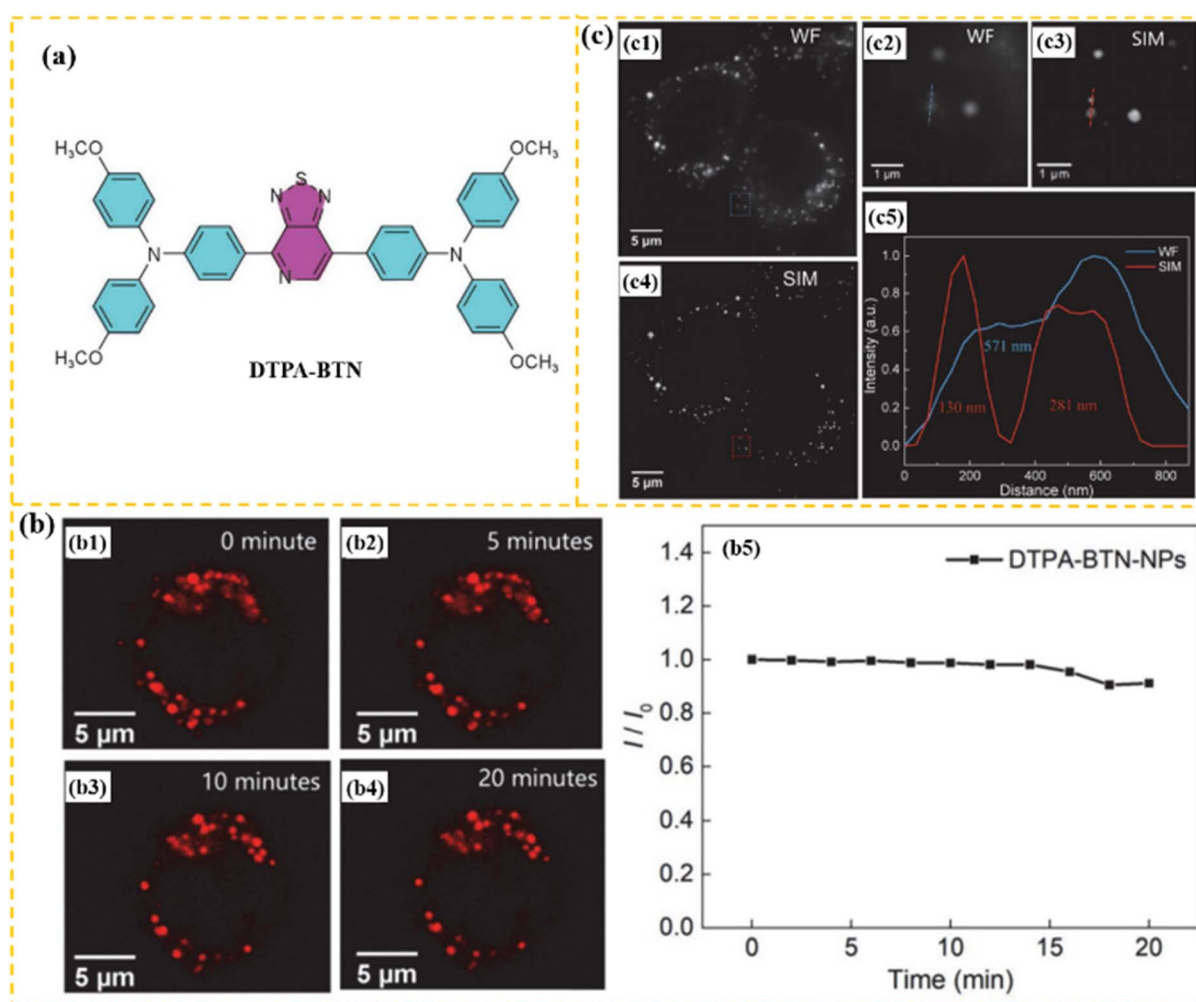 (a)
H₃CO
OCH₃
S
N
N
N
N
N
H₃CO
OCH₃
DTPA-BTN
(c)
(c1)
WF
5 μm
(c2)
WF
1 μm
(c3)
SIM
1 μm
(c4)
SIM
5 μm
(c5)
WF
SIM
Intensity (a.u.)
1.0
0.8
0.6
0.4
0.2
0.0
571 nm
130 nm
281 nm
0
200
400
600
800
Distance (nm)
(b)
(b1)
0 minute
5 μm
(b2)
5 minutes
5 μm
(b3)
10 minutes
5 μm
(b4)
20 minutes
5 μm
(b5)
DTPA-BTN-NPs
I / I₀
1.4
1.2
1.0
0.8
0.6
0.4
0.2
0.0
0
5
10
15
20
Time (min)